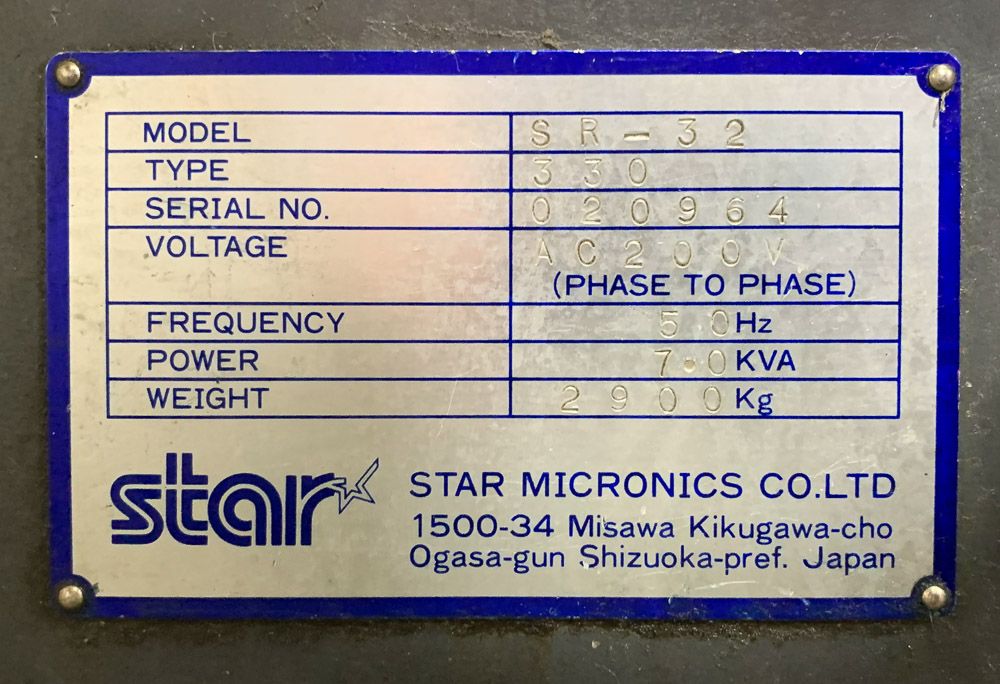 MODEL SR-32
TYPE 330
SERIAL NO. 020964
VOLTAGE AC200V
(PHASE TO PHASE)
FREQUENCY 50Hz
POWER 7.0KVA
WEIGHT 2900Kg
star
STAR MICRONICS CO.LTD
1500-34 Misawa Kikugawa-cho
Ogasa-gun Shizuoka-pref. Japan